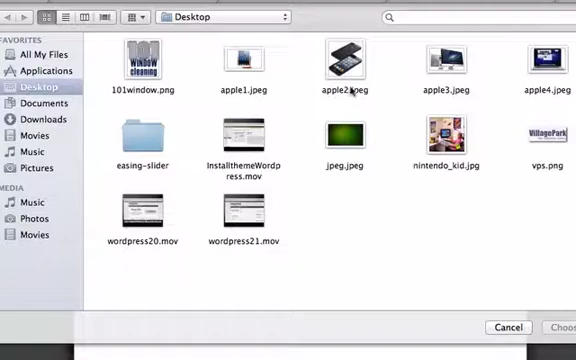 Desktop
FAVORITES
All My Files
Applications
Desktop
Documents
Downloads
Movies
Music
Pictures
MEDIA
Music
Photos
Movies
101
WINDOW
cleaning
101window.png
apple1.jpeg
apple2.jpeg
apple3.jpeg
apple4.jpeg
easing-slider
InstallthemeWordp
ress.mov
jpeg.jpeg
nintendo_kid.jpg
VillagePark
vps.png
wordpress20.mov
wordpress21.mov
Cancel
Choos